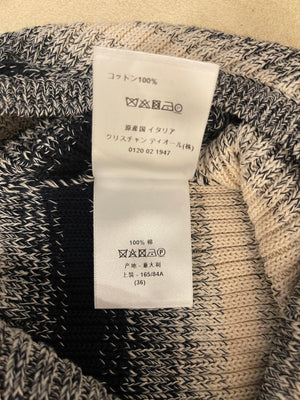 コットン100%
原産国 イタリア
クリスチャン ディオール(株)
0120 02 1947
100% 棉
产地 - 意大利
上装 - 165/84A
(36)